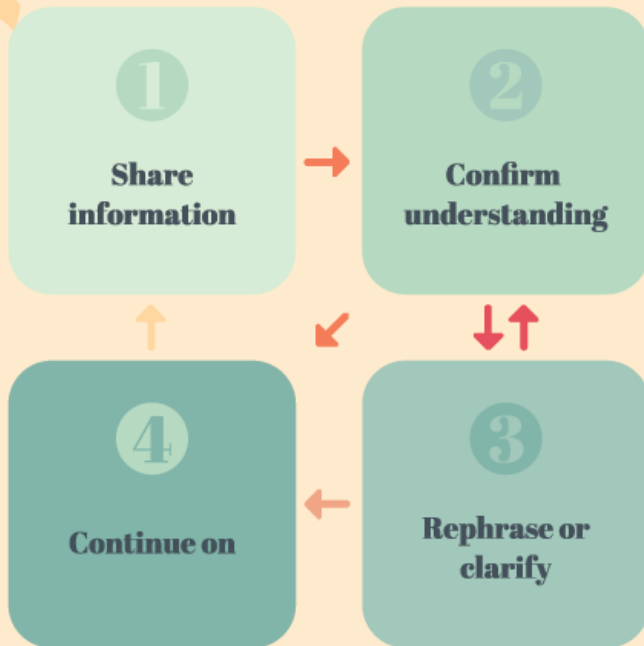 1
Share
information
2
Confirm
understanding
3
Rephrase or
clarify
4
Continue on